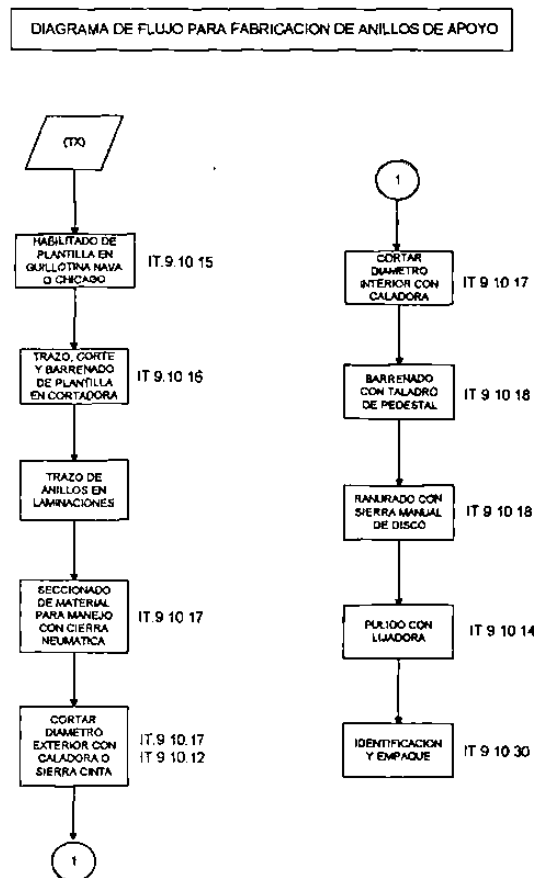 DIAGRAMA DE FLUJO PARA FABRICACION DE ANILLOS DE APOYO
(TX)
HABILITADO DE
PLANTILLA EN
GUILLOTINA NAVA
O CHICAGO
IT.9.10 15
TRAZO, CORTE
Y BARRENADO
DE PLANTILLA
EN CORTADORA
IT 9.10 16
TRAZO DE
ANILLOS EN
LAMINACIONES
SECCIONADO
DE MATERIAL
PARA MANEJO
CON CIERRA
NEUMATICA
IT.9 10 17
CORTAR
DIAMETRO
EXTERIOR CON
CALADORA O
SIERRA CINTA
IT.9 10.17
IT 9 10.12
1
1
CORTAR
DIAMETRO
INTERIOR CON
CALADORA
IT 9 10 17
BARRENADO
CON TALADRO
DE PEDESTAL
IT 9 10 18
RANURADO CON
SIERRA MANUAL
DE DISCO
IT 9 10 18
PULIDO CON
LIJADORA
IT 9 10 14
IDENTIFICACION
Y EMPAQUE
IT 9 10 30